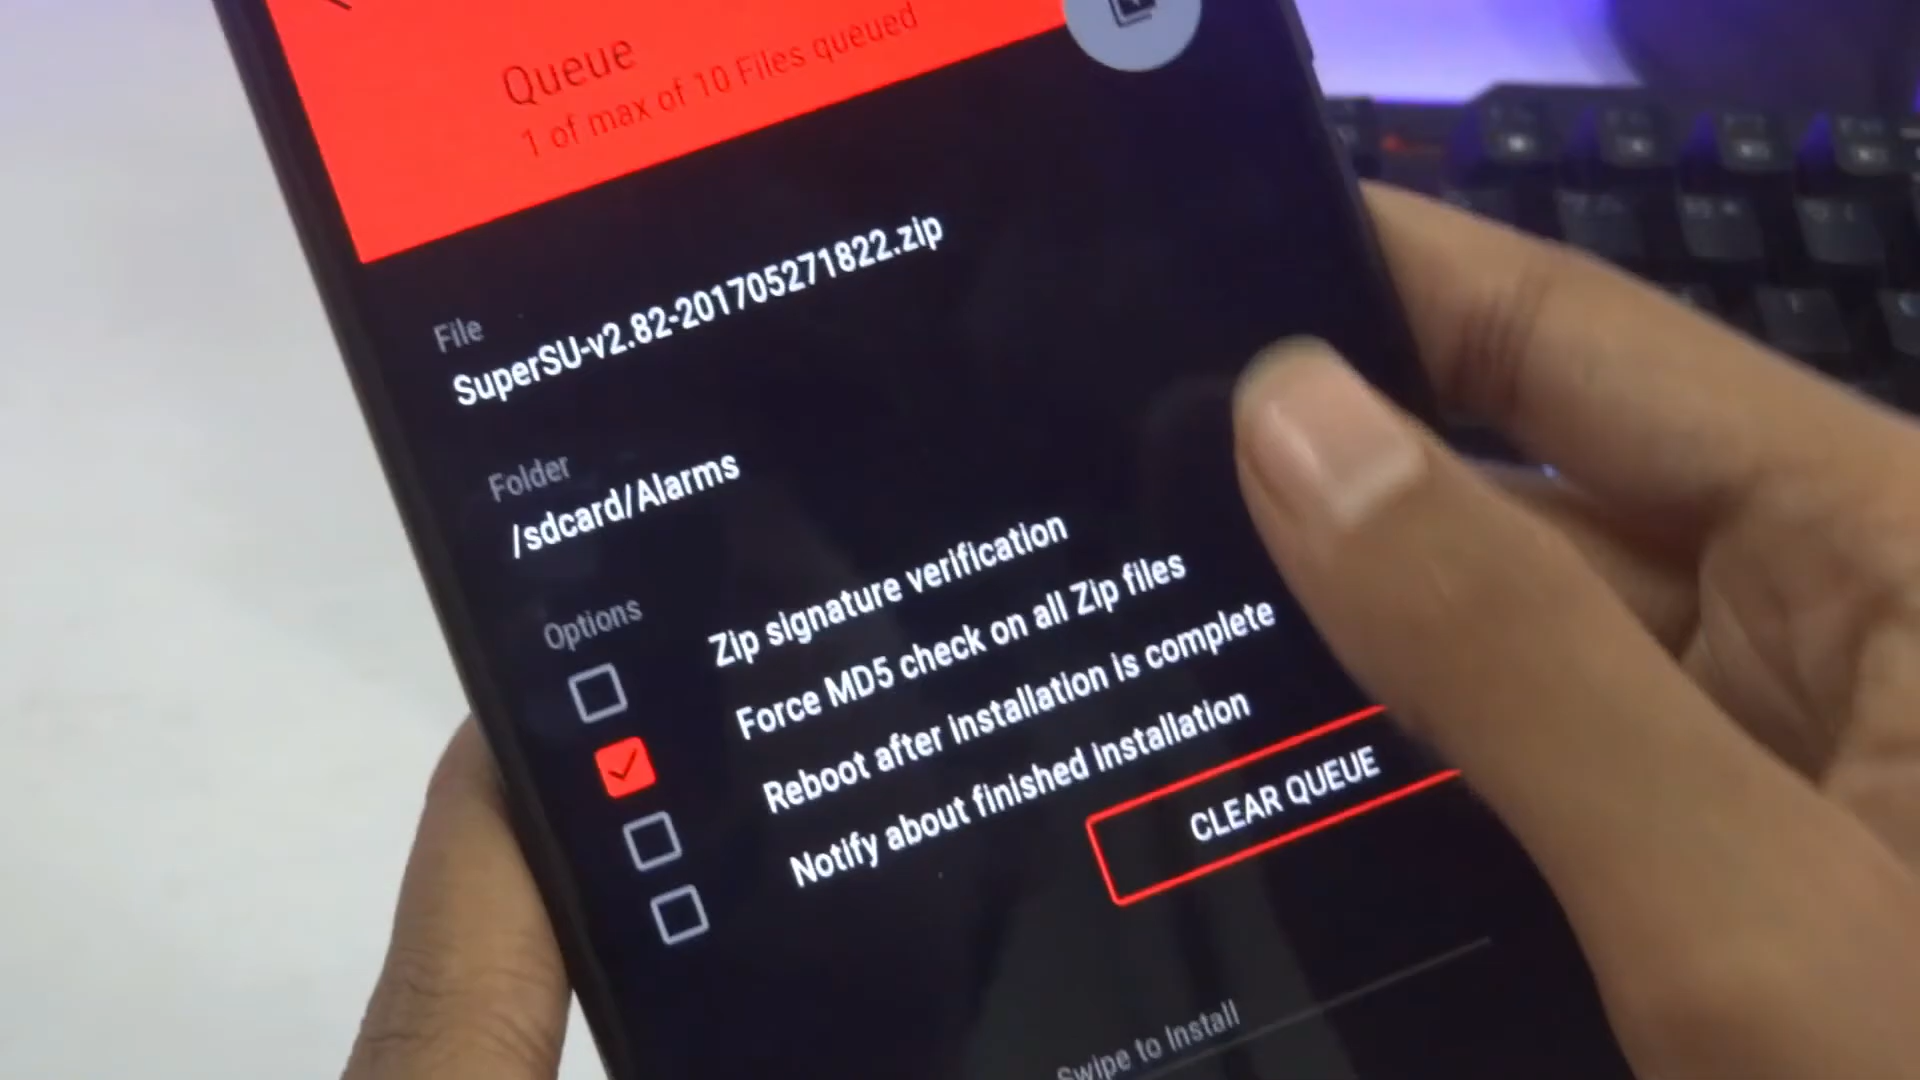 Queue
1 of max of 10 Files queued
File
SuperSU-v2.82-201705271822.zip
Folder
/sdcard/Alarms
Options
Zip signature verification
Force MD5 check on all Zip files
Reboot after installation is complete
Notify about finished installation
CLEAR QUEUE
Swipe to Install